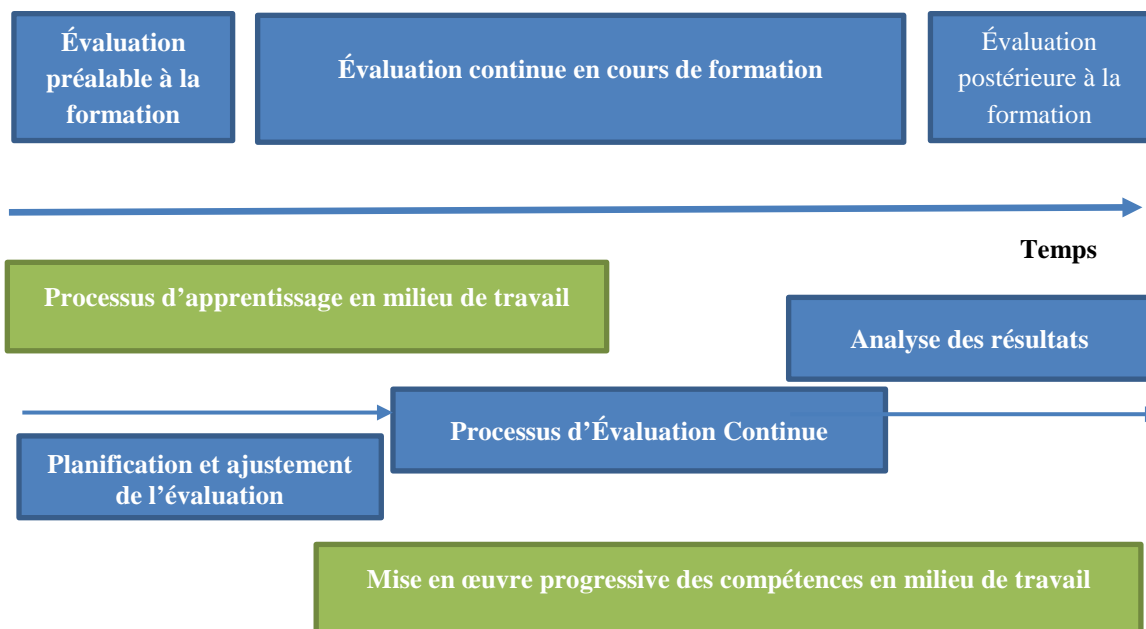 Évaluation
préalable à la
formation
Évaluation continue en cours de formation
Évaluation
postérieure à la
formation
Temps
Processus d’apprentissage en milieu de travail
Analyse des résultats
Processus d’Évaluation Continue
Planification et ajustement
de l’évaluation
Mise en œuvre progressive des compétences en milieu de travail